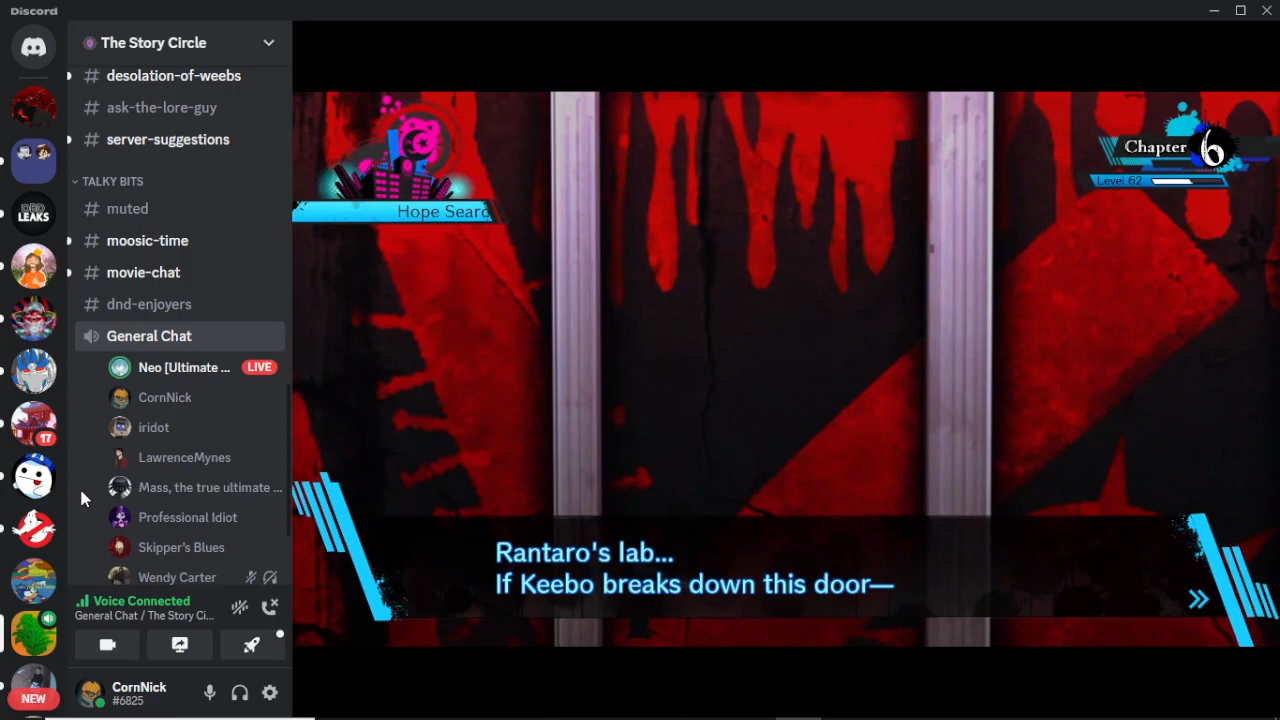 Discord
The Story Circle
desolation-of-weebs
ask-the-lore-guy
server-suggestions
TALKY BITS
muted
moosic-time
movie-chat
dnd-enjoyers
General Chat
Neo [Ultimate ... LIVE
CornNick
iridot
LawrenceMynes
Mass, the true ultimate ...
Professional Idiot
Skipper's Blues
Wendy Carter
Voice Connected
General Chat / The Story Ci...
CornNick
#6825
DBD
LEAKS
17
NEW
Hope Searc
Chapter 6
Level 62
Rantaro's lab...
If Keebo breaks down this door—